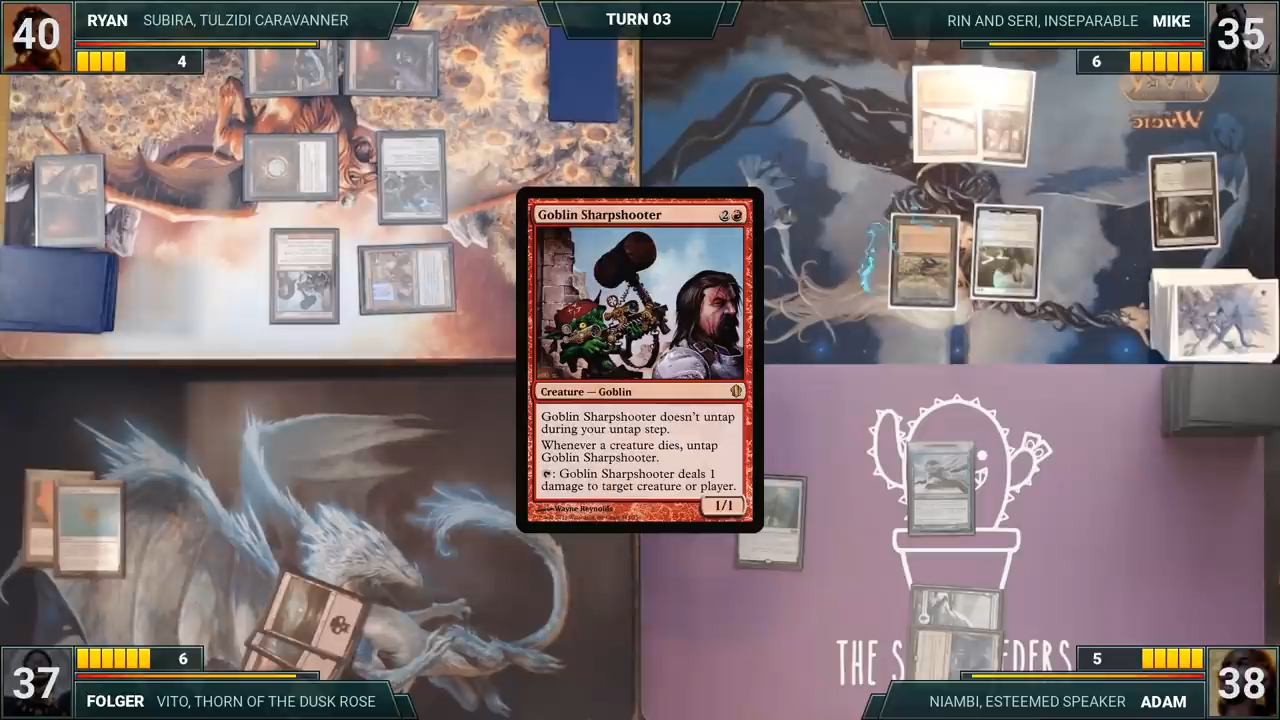 40
RYAN SUBIRA, TULZIDI CARAVANNER
4
TURN 03
RIN AND SERI, INSEPARABLE MIKE
35
6
Goblin Sharpshooter 2
Creature — Goblin
Goblin Sharpshooter doesn't untap
during your untap step.
Whenever a creature dies, untap
Goblin Sharpshooter.
: Goblin Sharpshooter deals 1
damage to target creature or player.
Wayne Reynolds
1/1
THE S
EDERS
37
6
FOLGER VITO, THORN OF THE DUSK ROSE
5
NIAMBI, ESTEEMED SPEAKER ADAM
38